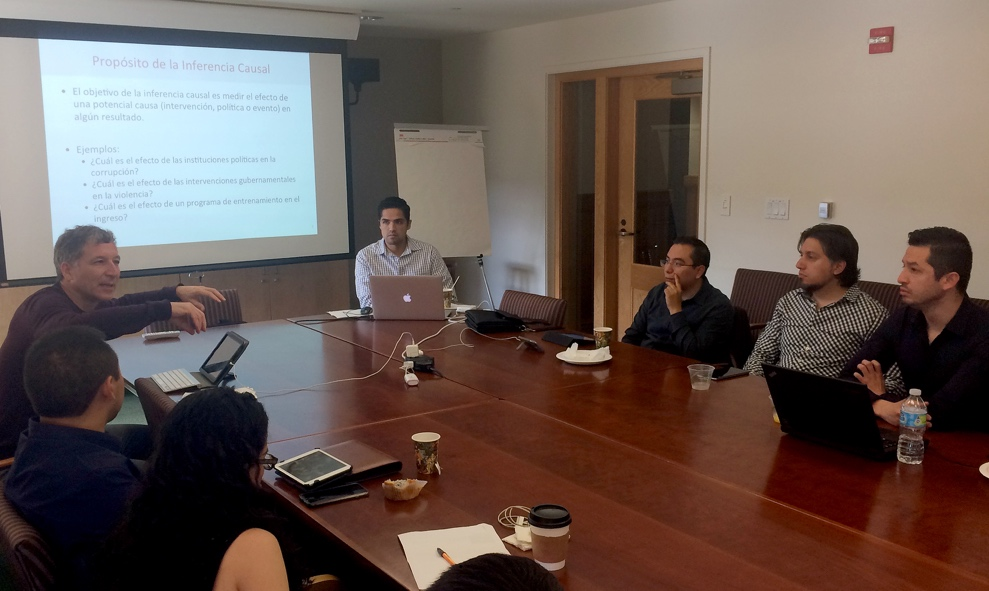 Propósito de la Inferencia Causal
El objetivo de la inferencia causal es medir el efecto de
una potencial causa (intervención, política o evento) en
algún resultado.
Ejemplos:
¿Cuál es el efecto de las instituciones políticas en la
corrupción?
¿Cuál es el efecto de las intervenciones gubernamentales
en la violencia?
¿Cuál es el efecto de un programa de entrenamiento en el
ingreso?